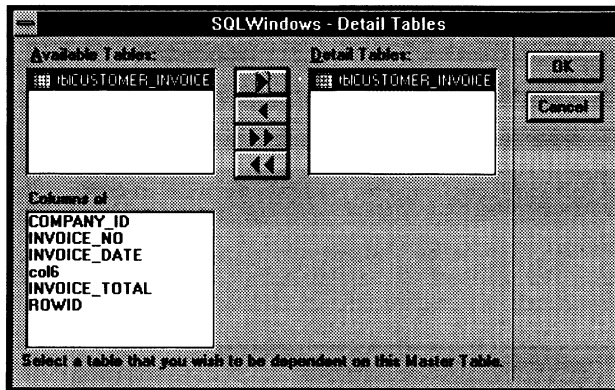 SQLWindows - Detail Tables
Available Tables:
Detail Tables:
tblCUSTOMER_INVOICE
tblCUSTOMER_INVOICE
OK
Cancel
Columns of
COMPANY_ID
INVOICE_NO
INVOICE_DATE
col6
INVOICE_TOTAL
ROWID
Select a table that you wish to be dependent on this Master Table.